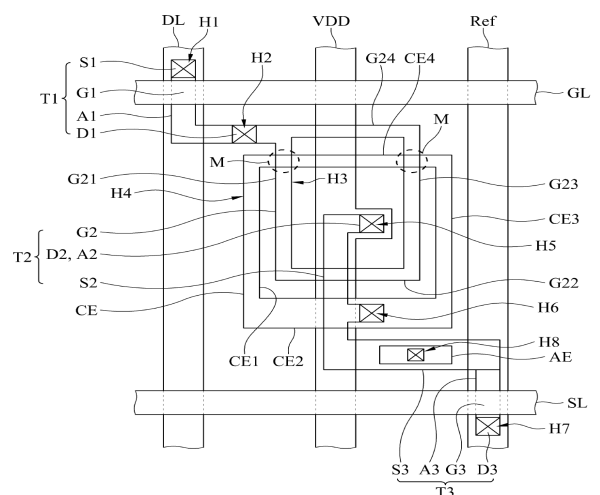 DL H1 VDD Ref
S1 H2 G24 CE4
T1 G1 GL
A1
D1 M M
G21 H3 G23
H4
G2 CE3
T2 D2, A2 H5
S2 G22
CE H6
H8
CE1 CE2 AE
SL
S3 A3 G3 D3 H7
T3